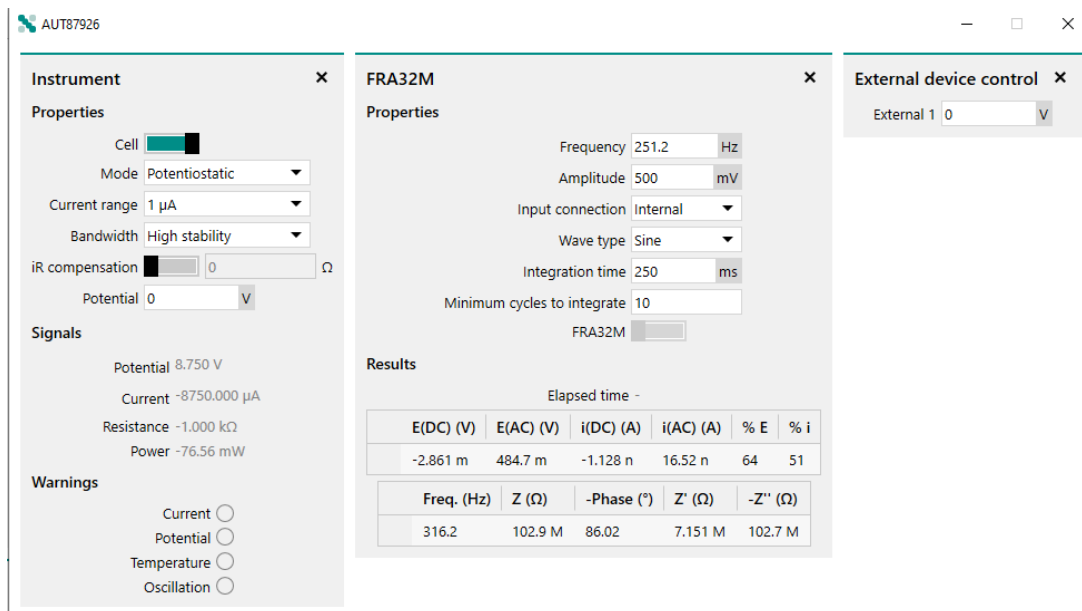 AUT87926
Instrument
Properties
Cell
Mode Potentiostatic
Current range 1 µA
Bandwidth High stability
iR compensation 0 Ω
Potential 0 V
Signals
Potential 8.750 V
Current -8750.000 µA
Resistance -1.000 kΩ
Power -76.56 mW
Warnings
Current
Potential
Temperature
Oscillation
FRA32M
Properties
Frequency 251.2 Hz
Amplitude 500 mV
Input connection Internal
Wave type Sine
Integration time 250 ms
Minimum cycles to integrate 10
FRA32M
Results
Elapsed time -
E(DC) (V) E(AC) (V) i(DC) (A) i(AC) (A) % E % i
-2.861 m 484.7 m -1.128 n 16.52 n 64 51
Freq. (Hz) Z (Ω) -Phase (°) Z' (Ω) -Z'' (Ω)
316.2 102.9 M 86.02 7.151 M 102.7 M
External device control
External 1 0 V